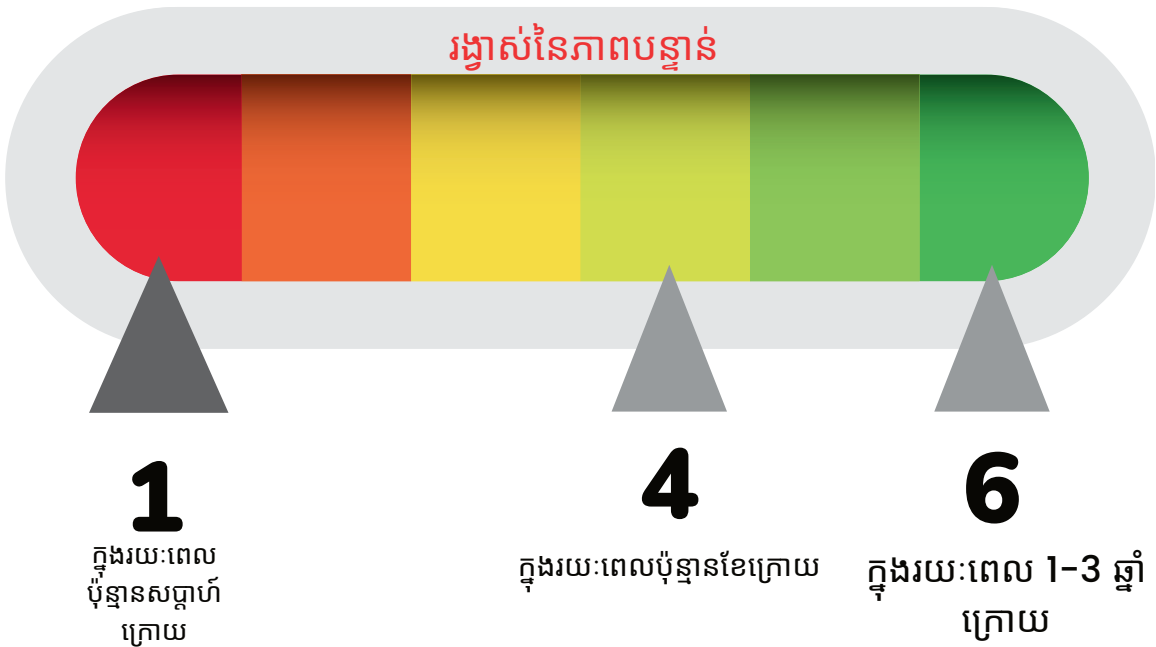 រង្វាស់នៃភាពបន្ទាន់
1
ក្នុងរយៈពេល
ប៉ុន្មានសប្តាហ៍
ក្រោយ
4
ក្នុងរយៈពេលប៉ុន្មានខែក្រោយ
6
ក្នុងរយៈពេល 1-3 ឆ្នាំ
ក្រោយ